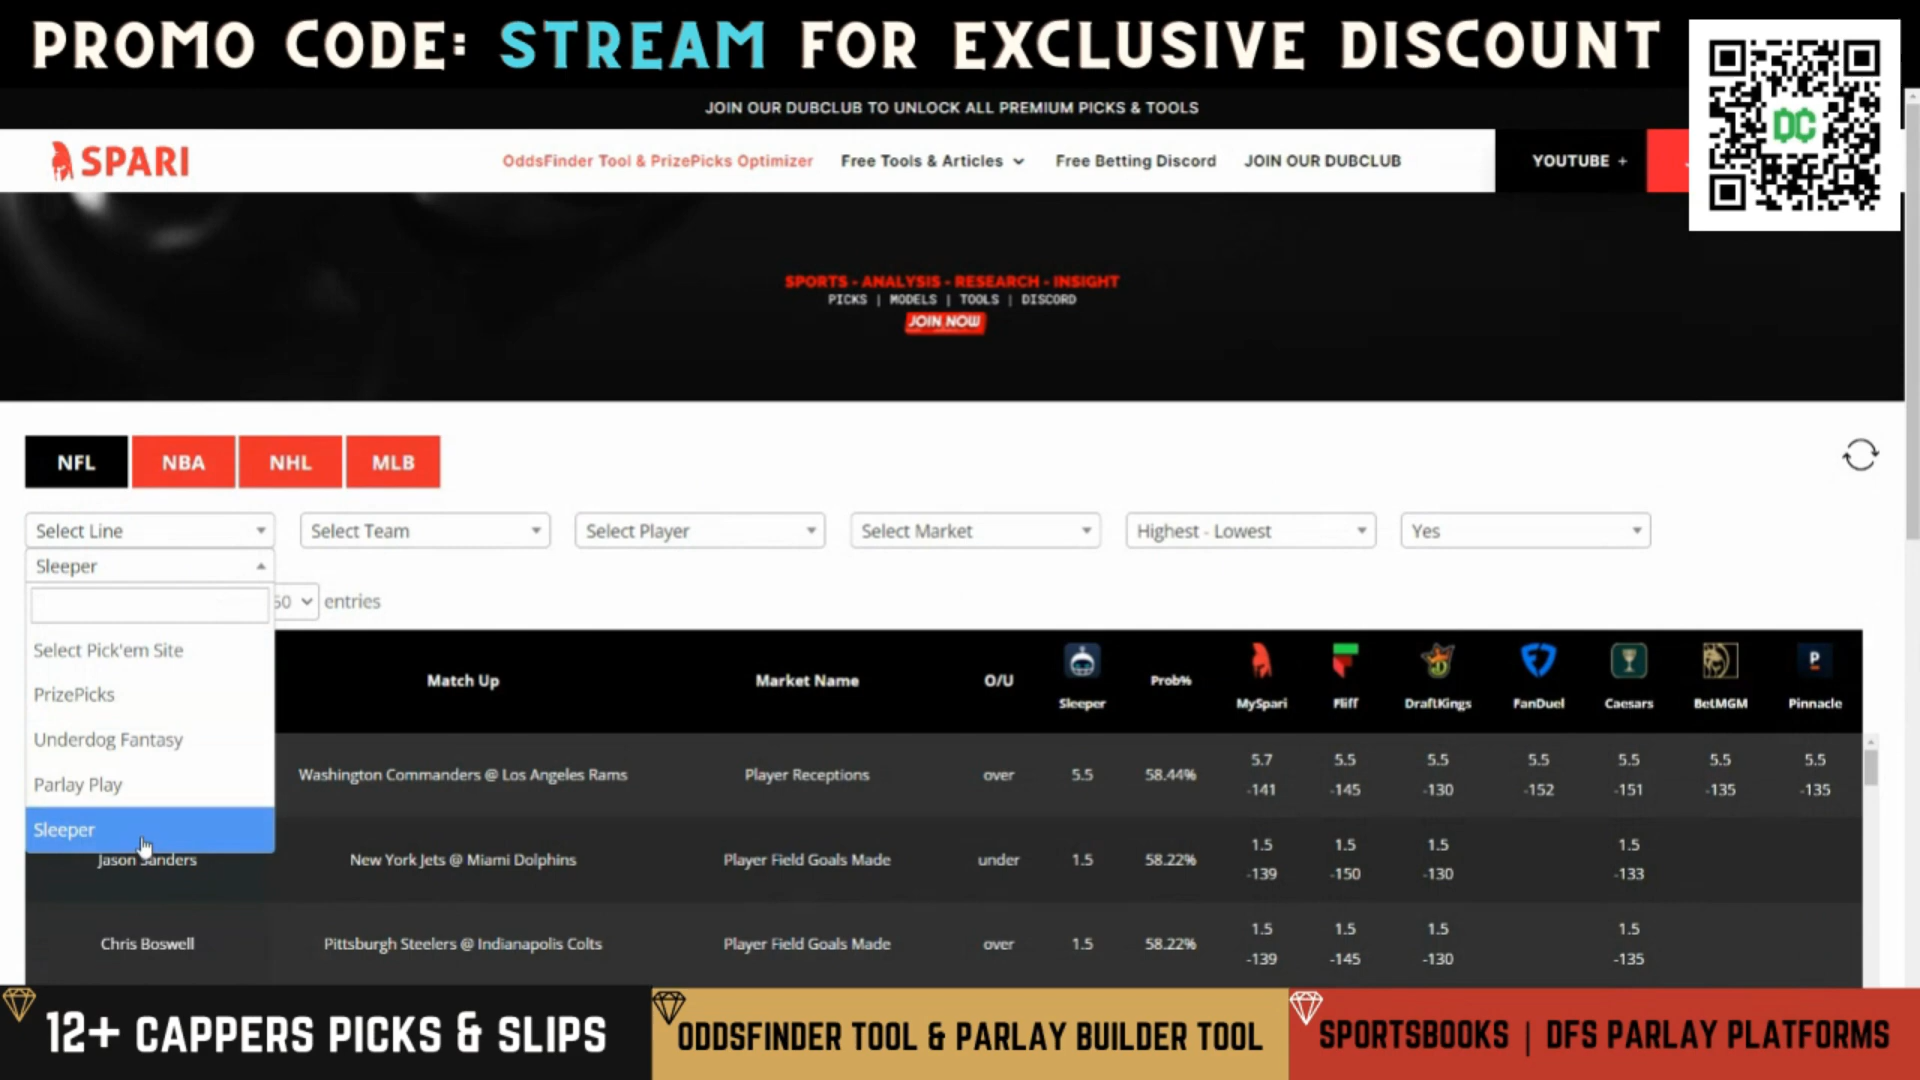 PROMO CODE: STREAM FOR EXCLUSIVE DISCOUNT
DC
JOIN OUR DUBCLUB TO UNLOCK ALL PREMIUM PICKS & TOOLS
SPARI
OddsFinder Tool & PrizePicks Optimizer
Free Tools & Articles
Free Betting Discord
JOIN OUR DUBCLUB
YOUTUBE +
SPORTS - ANALYSIS - RESEARCH - INSIGHT
PICKS | MODELS | TOOLS | DISCORD
JOIN NOW
NFL NBA NHL MLB
Select Line Select Team Select Player Select Market Highest - Lowest Yes
Sleeper
50 entries
Select Pick'em Site
PrizePicks
Underdog Fantasy
Parlay Play
Sleeper
Match Up Market Name O/U Sleeper Prob% MySpari Fliff DraftKings FanDuel Caesars BetMGM Pinnacle
Washington Commanders @ Los Angeles Rams Player Receptions over 5.5 58.44% 5.7 5.5 5.5 5.5 5.5 5.5 5.5
-141 -145 -130 -152 -151 -135 -135
Jason Sanders New York Jets @ Miami Dolphins Player Field Goals Made under 1.5 58.22% 1.5 1.5 1.5 1.5
-139 -150 -130 -133
Chris Boswell Pittsburgh Steelers @ Indianapolis Colts Player Field Goals Made over 1.5 58.22% 1.5 1.5 1.5 1.5
-139 -145 -130 -135
12+ CAPPERS PICKS & SLIPS
ODDSFINDER TOOL & PARLAY BUILDER TOOL
SPORTSBOOKS | DFS PARLAY PLATFORMS